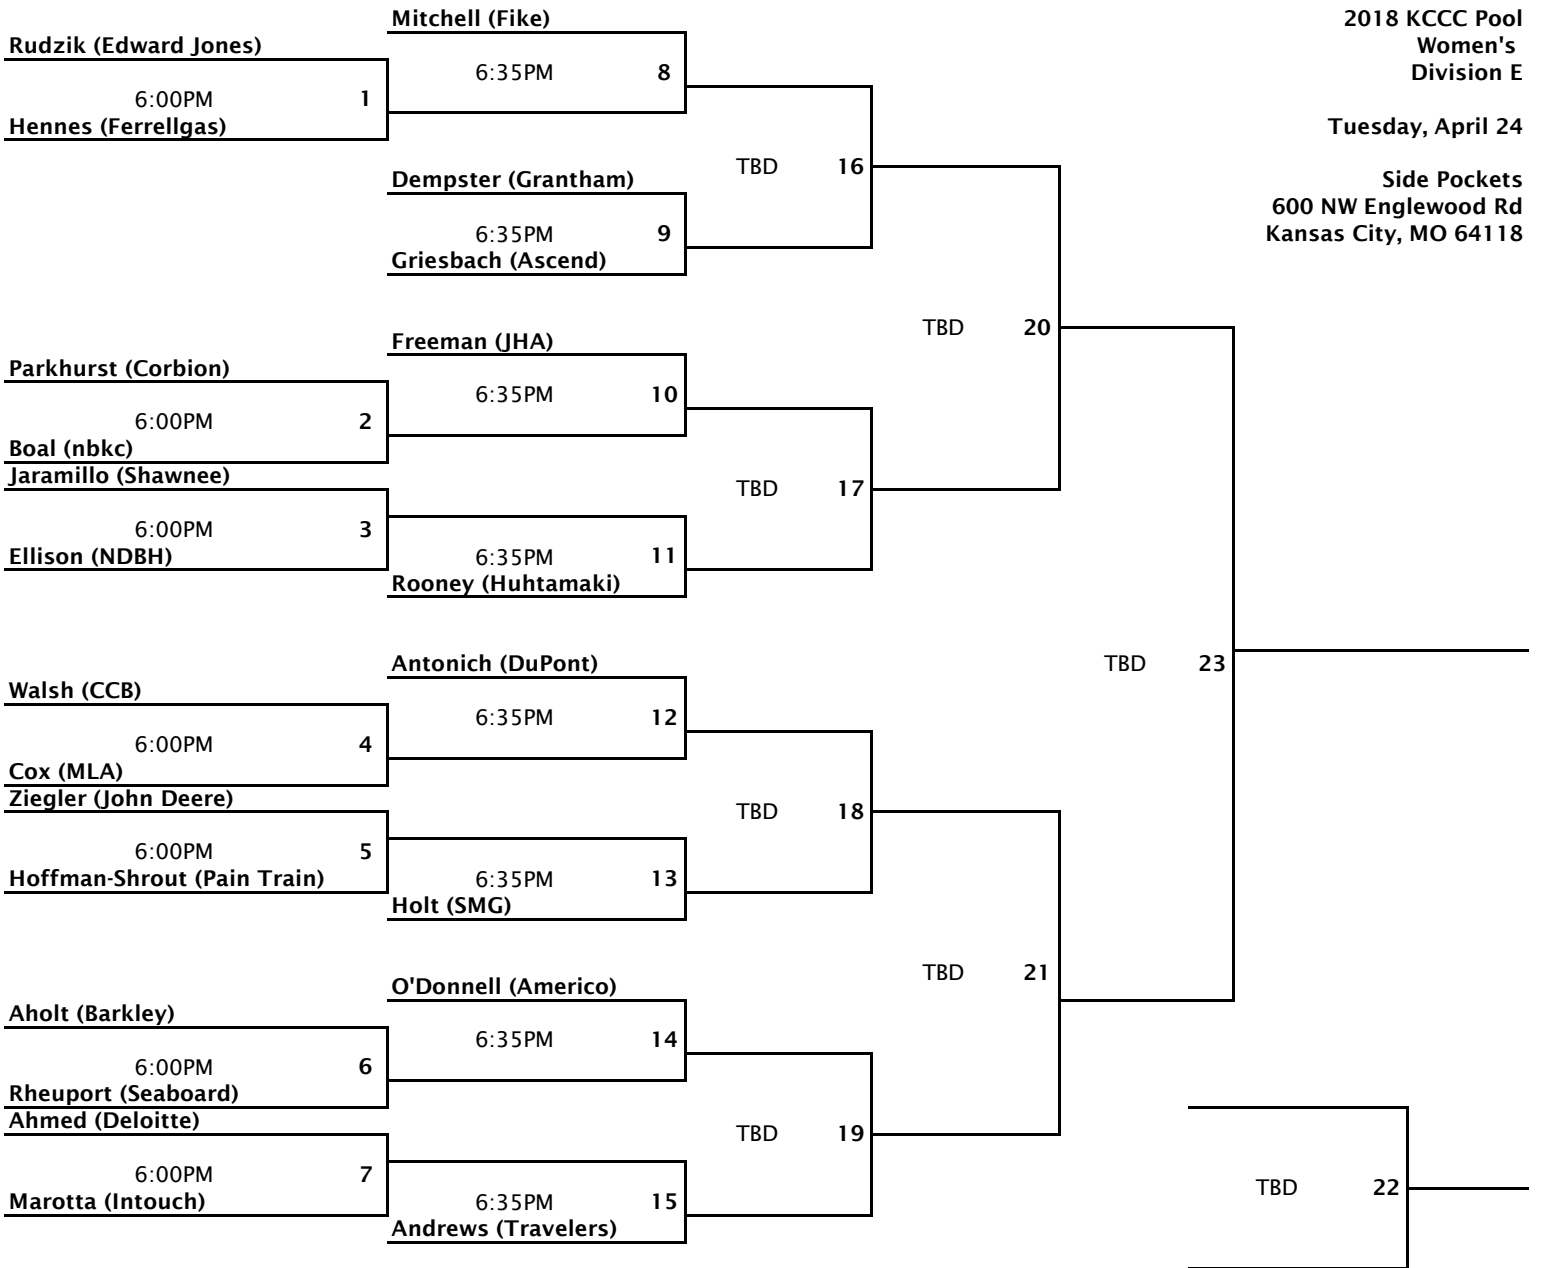 Mitchell (Fike)
2018 KCCC Pool
Women's
Division E
Tuesday, April 24
Side Pockets
600 NW Englewood Rd
Kansas City, MO 64118
Rudzik (Edward Jones)
6:00PM 1
Hennes (Ferrellgas)
6:35PM 8
Dempster (Grantham)
6:35PM 9
Griesbach (Ascend)
TBD 16
Freeman (JHA)
Parkhurst (Corbion)
6:00PM 2
Boal (nbkc)
6:35PM 10
Jaramillo (Shawnee)
6:00PM 3
Ellison (NDBH)
6:35PM 11
Rooney (Huhtamaki)
TBD 17
TBD 20
Antonich (DuPont)
Walsh (CCB)
6:00PM 4
Cox (MLA)
6:35PM 12
Ziegler (John Deere)
6:00PM 5
Hoffman-Shrout (Pain Train)
6:35PM 13
Holt (SMG)
TBD 18
TBD 23
O'Donnell (Americo)
Aholt (Barkley)
6:00PM 6
Rheuport (Seaboard)
6:35PM 14
Ahmed (Deloitte)
6:00PM 7
Marotta (Intouch)
6:35PM 15
Andrews (Travelers)
TBD 19
TBD 21
TBD 22